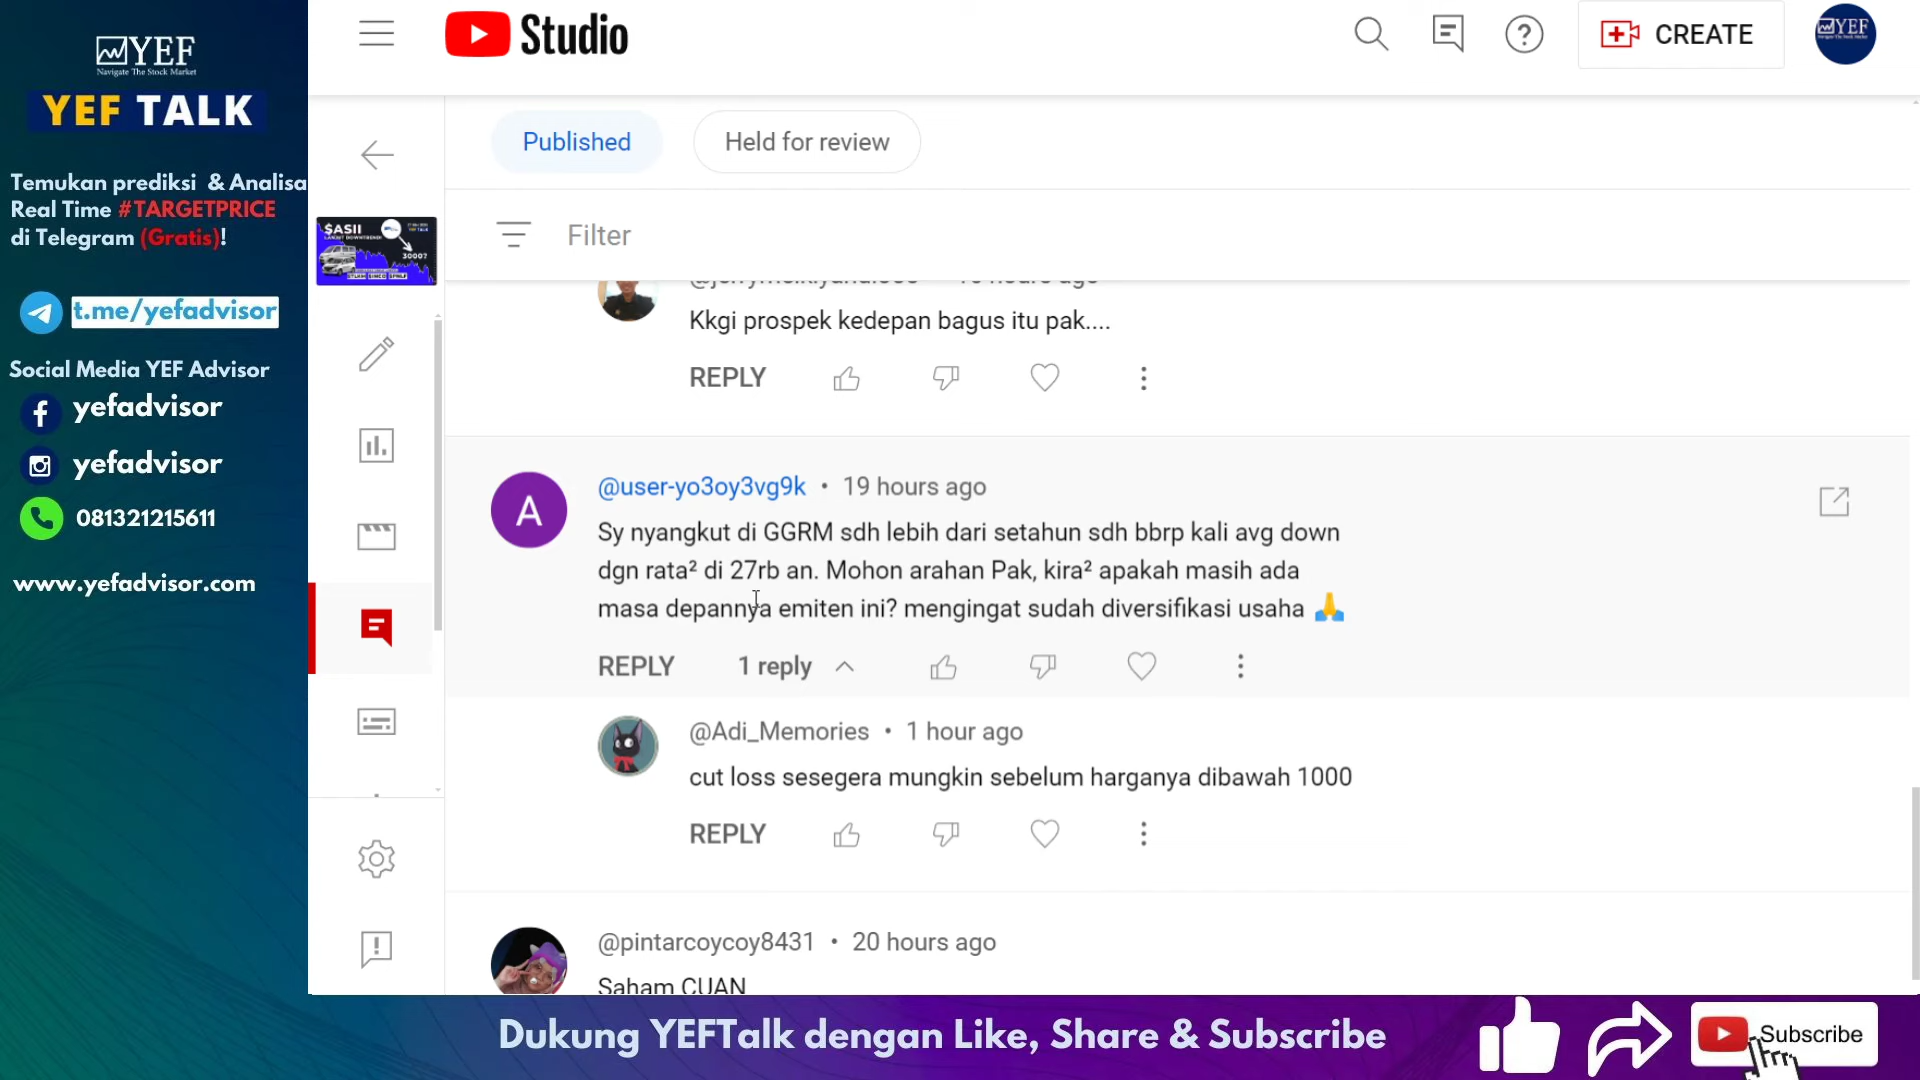 YEF
Navigate The Stock Market
YEF TALK
Temukan prediksi & Analisa
Real Time #TARGETPRICE
di Telegram (Gratis)!
t.me/yefadvisor
Social Media YEF Advisor
yefadvisor
yefadvisor
081321215611
www.yefadvisor.com
Studio
CREATE
YEF
Published
Held for review
$ASII
3000?
Filter
Kkgi prospek kedepan bagus itu pak....
REPLY
A
@user-yo3oy3vg9k • 19 hours ago
Sy nyangkut di GGRM sdh lebih dari setahun sdh bbrp kali avg down
dgn rata² di 27rb an. Mohon arahan Pak, kira² apakah masih ada
masa depannya emiten ini? mengingat sudah diversifikasi usaha 🙏
REPLY 1 reply
@Adi_Memories • 1 hour ago
cut loss sesegera mungkin sebelum harganya dibawah 1000
REPLY
@pintarcoycoy8431 • 20 hours ago
Saham CUAN
Dukung YEFTalk dengan Like, Share & Subscribe
Subscribe